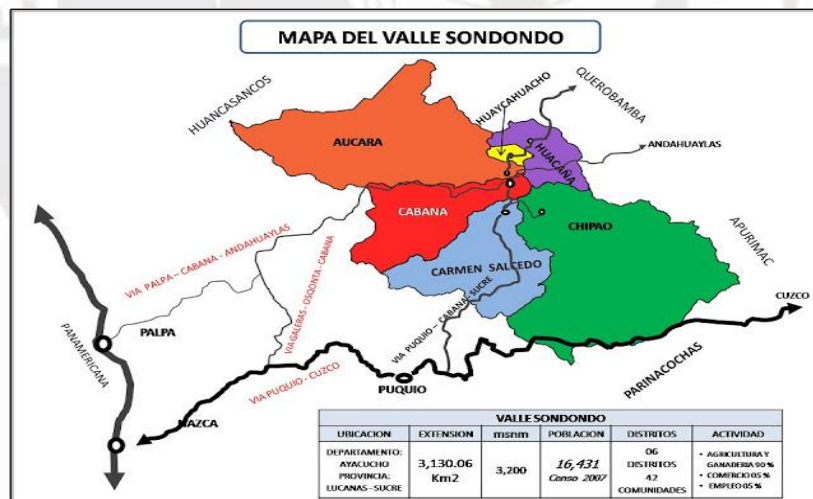 MAPA DEL VALLE SONDONDO
HUANCASANCOS
HUAYCAHUACHO
QUEROBAMBA
AUCARA
HUACAÑA
ANDAHUAYLAS
CABANA
CHIPAO
CARMEN SALCEDO
APURIMAC
VIA PALPA – CABANA - ANDAHUAYLAS
VIA GALERAS - OSQONTA - CABANA
VIA PUQUIO – CABANA - SUCRE
CUZCO
PANAMERICANA
PALPA
VIA PUQUIO - CUZCO
PUQUIO
PARINACOCHAS
NAZCA
VALLE SONDONDO
UBICACION EXTENSION msnm POBLACION DISTRITOS ACTIVIDAD
DEPARTAMENTO:
AYACUCHO
PROVINCIA:
LUCANAS – SUCRE
3,130.06
Km2
3,200
16,431
Censo 2007
06
DISTRITOS
42
COMUNIDADES
• AGRICULTURA Y
GANADERIA 90 %
• COMERCIO 05 %
• EMPLEO 05 %